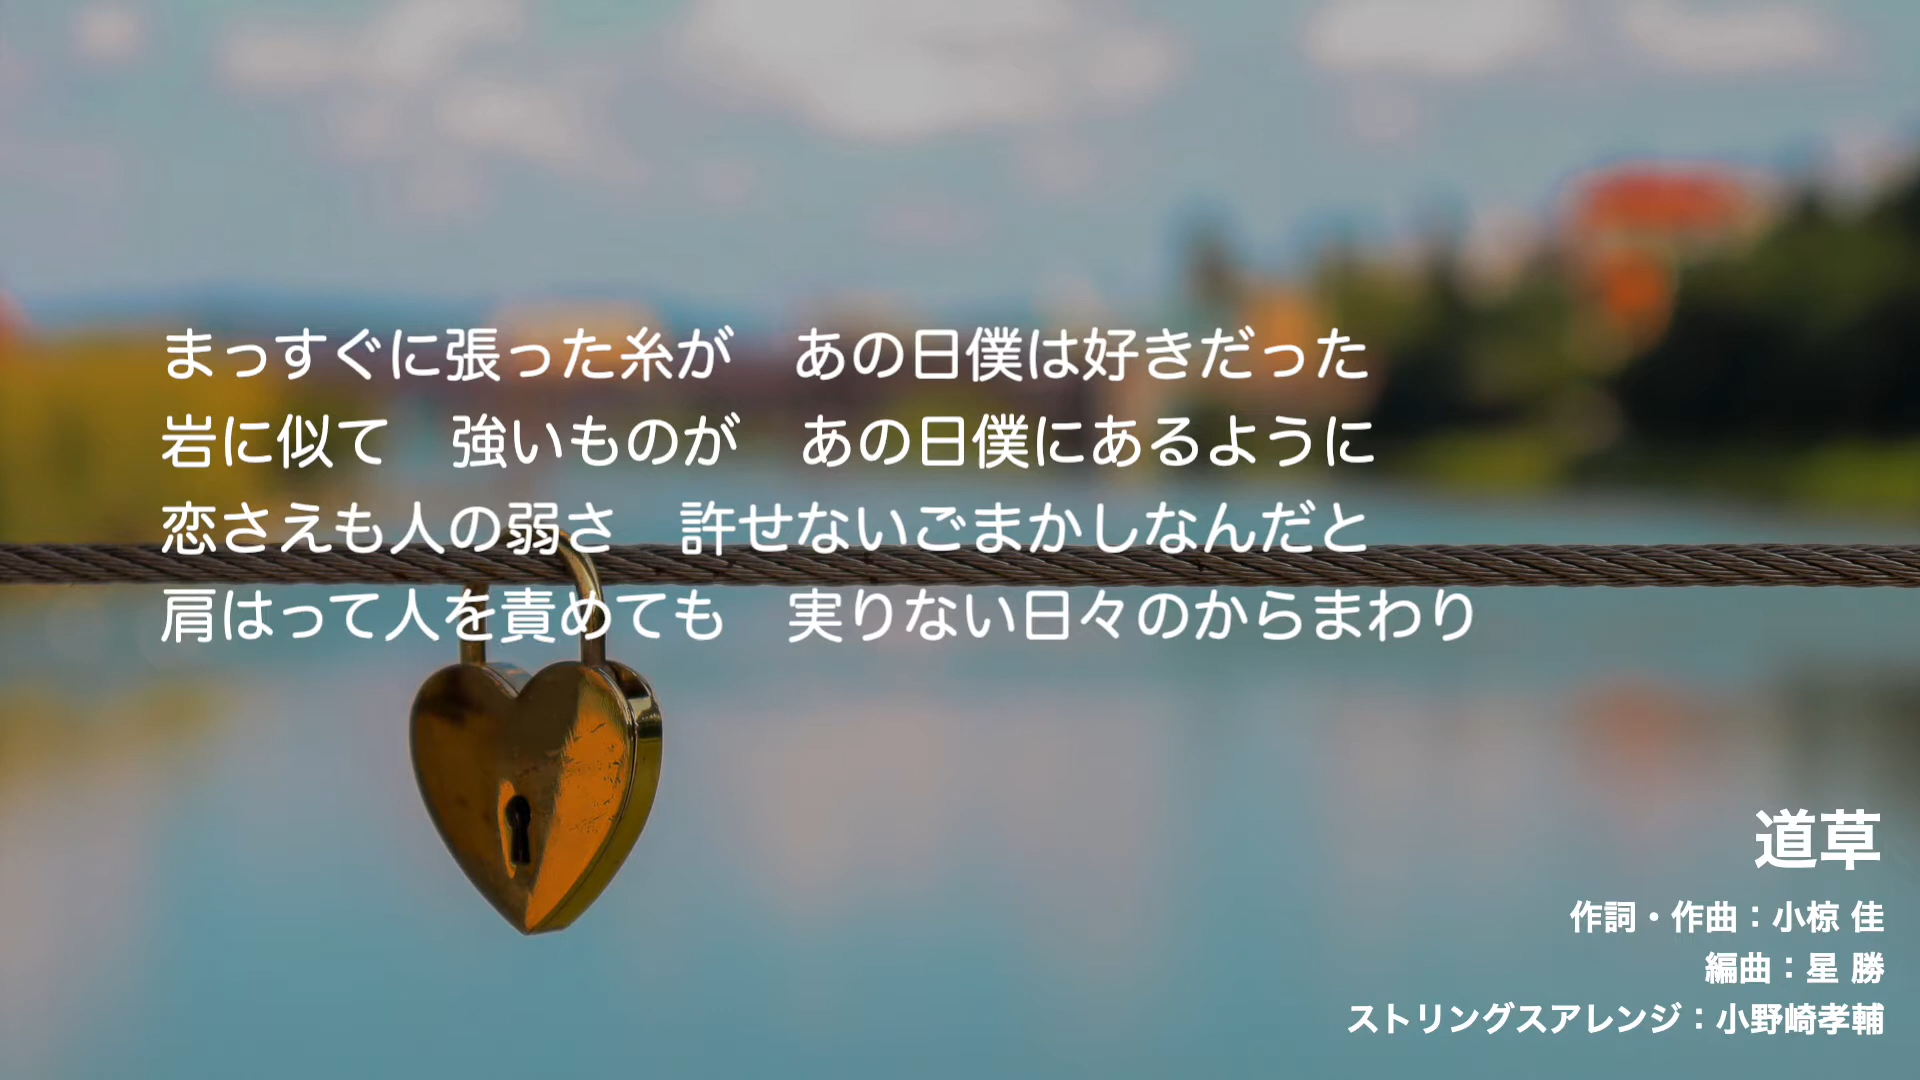 まっすぐに張った糸が　あの日僕は好きだった
岩に似て　強いものが　あの日僕にあるように
恋さえも人の弱さ　許せないごまかしなんだと
肩はって人を責めても　実りない日々のからまわり
道草
作詞・作曲：小椋 佳
編曲：星 勝
ストリングスアレンジ：小野崎孝輔